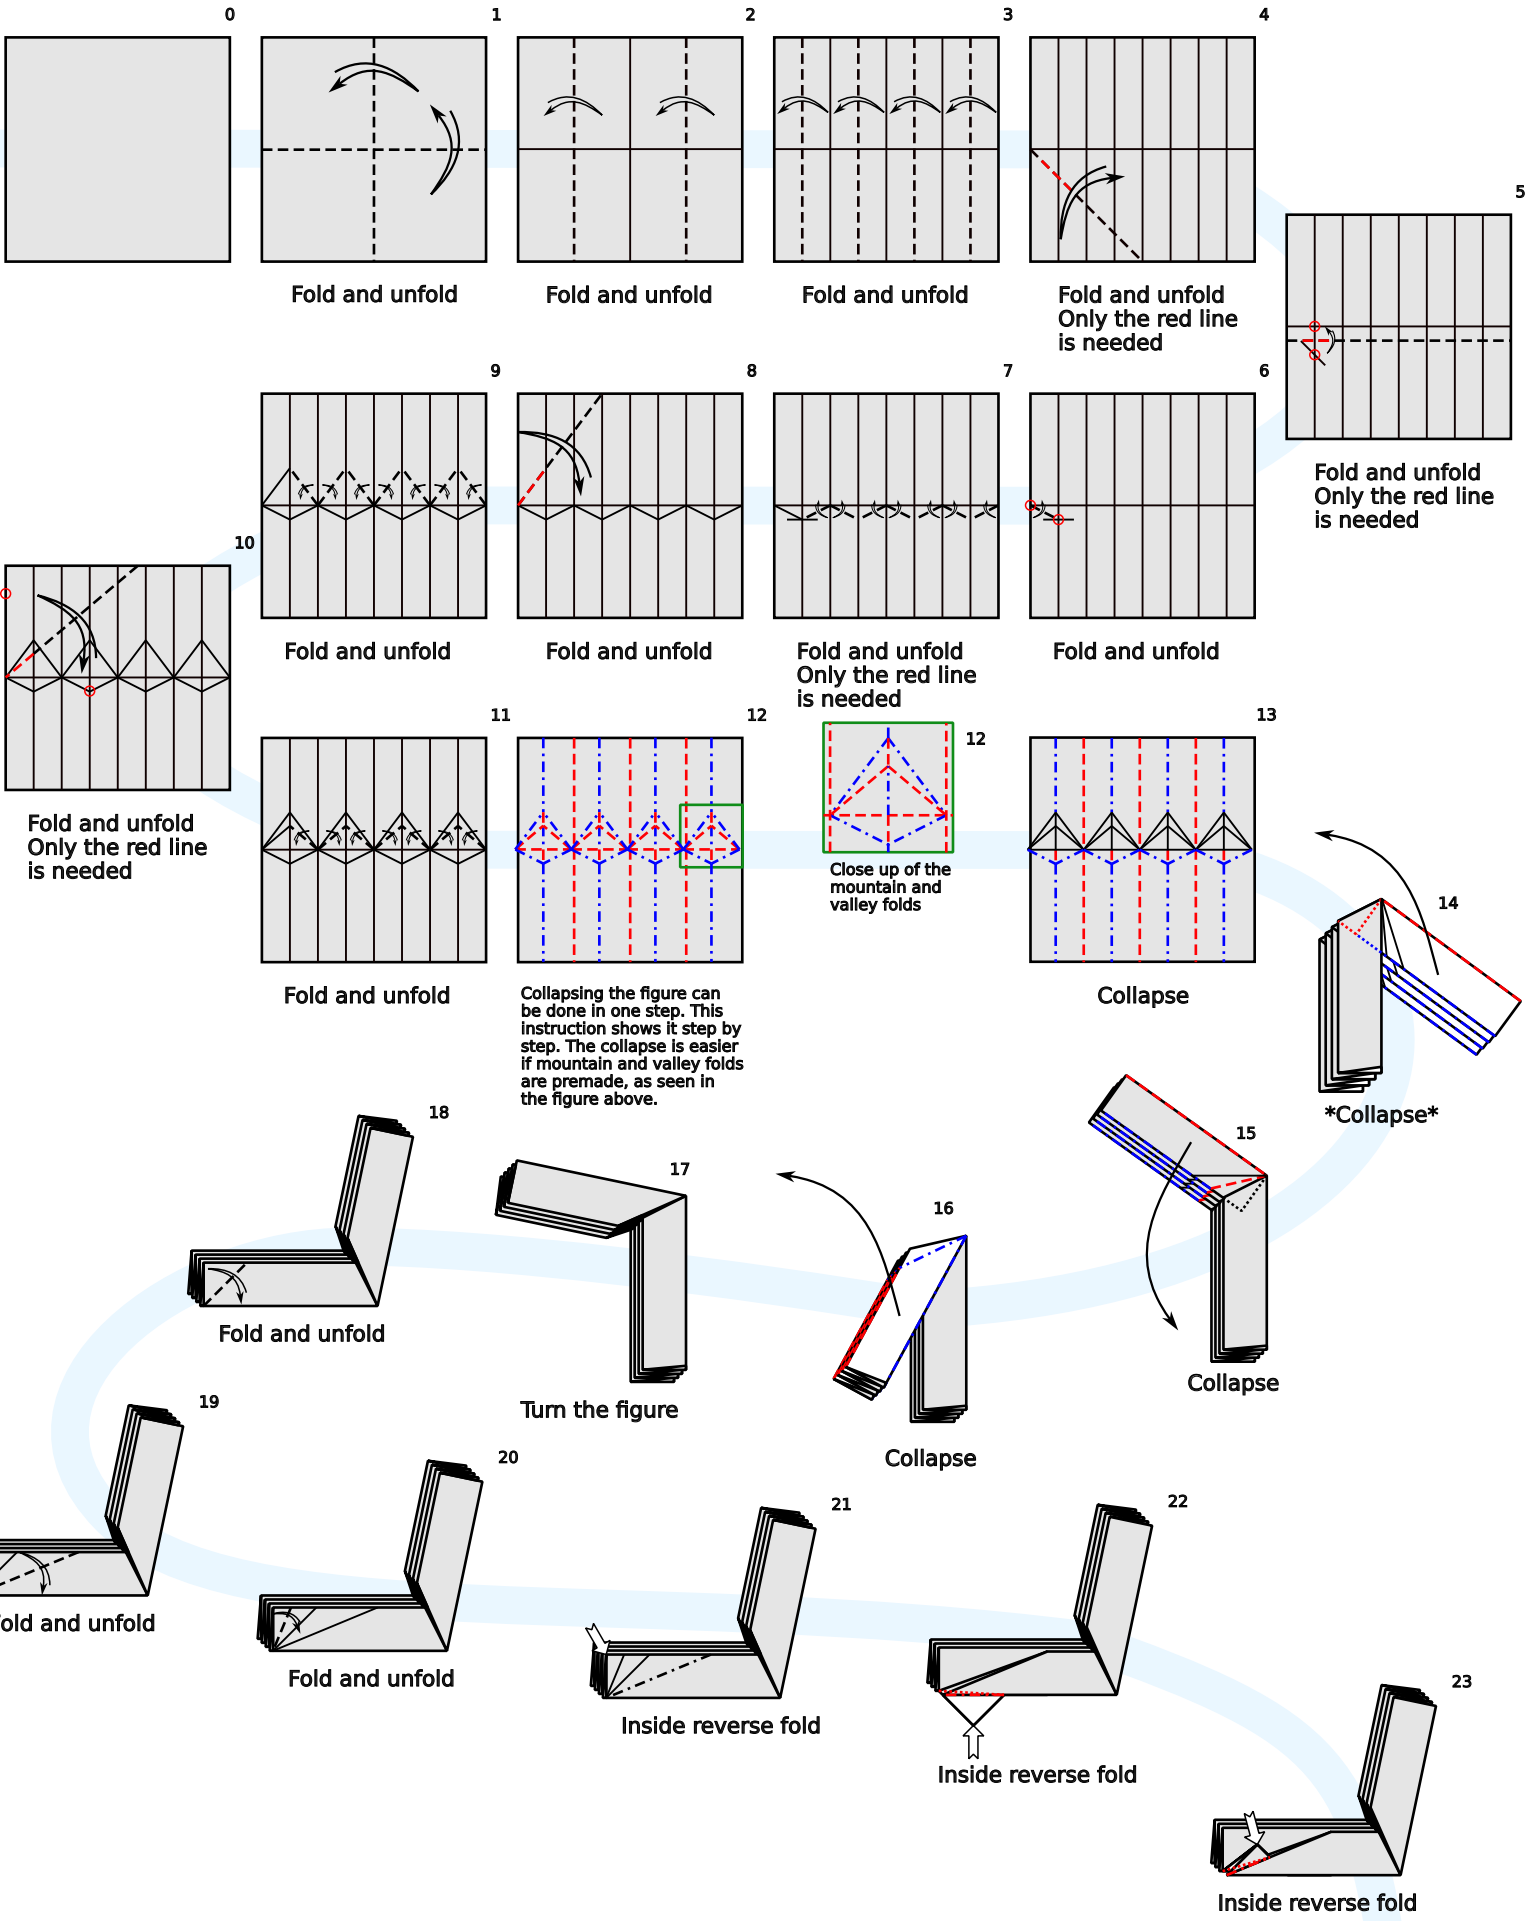 0
1
Fold and unfold
2
Fold and unfold
3
Fold and unfold
4
Fold and unfold
Only the red line
is needed
5
Fold and unfold
Only the red line
is needed
6
Fold and unfold
7
Fold and unfold
Only the red line
is needed
8
Fold and unfold
9
Fold and unfold
10
Fold and unfold
Only the red line
is needed
11
Fold and unfold
12
Collapsing the figure can
be done in one step. This
instruction shows it step by
step. The collapse is easier
if mountain and valley folds
are premade, as seen in
the figure above.
12
Close up of the
mountain and
valley folds
13
Collapse
14
*Collapse*
15
Collapse
16
Collapse
17
Turn the figure
18
Fold and unfold
19
old and unfold
20
Fold and unfold
21
Inside reverse fold
22
Inside reverse fold
23
Inside reverse fold